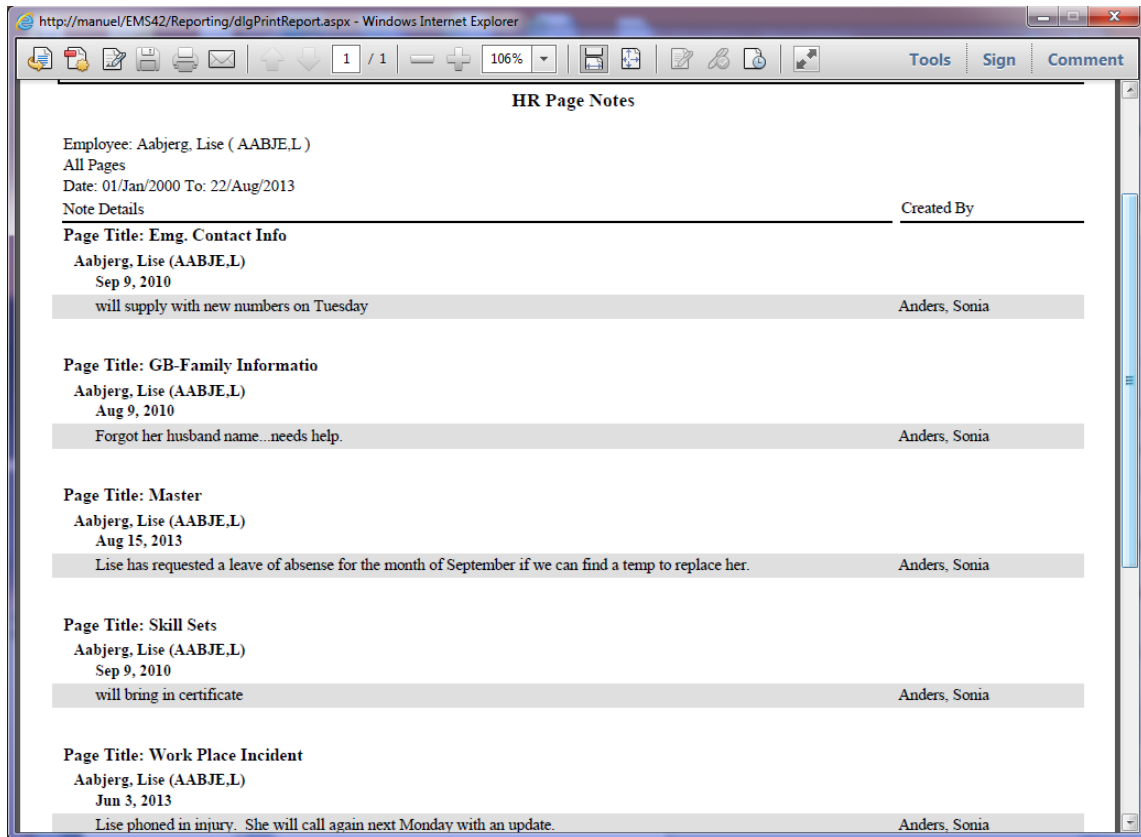 http://manuel/EMS42/Reporting/dlgPrintReport.aspx - Windows Internet Explorer
1 / 1 106% Tools Sign Comment
HR Page Notes
Employee: Aabjerg, Lise ( AABJE,L )
All Pages
Date: 01/Jan/2000 To: 22/Aug/2013
Note Details Created By
Page Title: Emg. Contact Info
Aabjerg, Lise (AABJE,L)
Sep 9, 2010
will supply with new numbers on Tuesday Anders, Sonia
Page Title: GB-Family Informatio
Aabjerg, Lise (AABJE,L)
Aug 9, 2010
Forgot her husband name...needs help. Anders, Sonia
Page Title: Master
Aabjerg, Lise (AABJE,L)
Aug 15, 2013
Lise has requested a leave of absense for the month of September if we can find a temp to replace her. Anders, Sonia
Page Title: Skill Sets
Aabjerg, Lise (AABJE,L)
Sep 9, 2010
will bring in certificate Anders, Sonia
Page Title: Work Place Incident
Aabjerg, Lise (AABJE,L)
Jun 3, 2013
Lise phoned in injury. She will call again next Monday with an update. Anders, Sonia